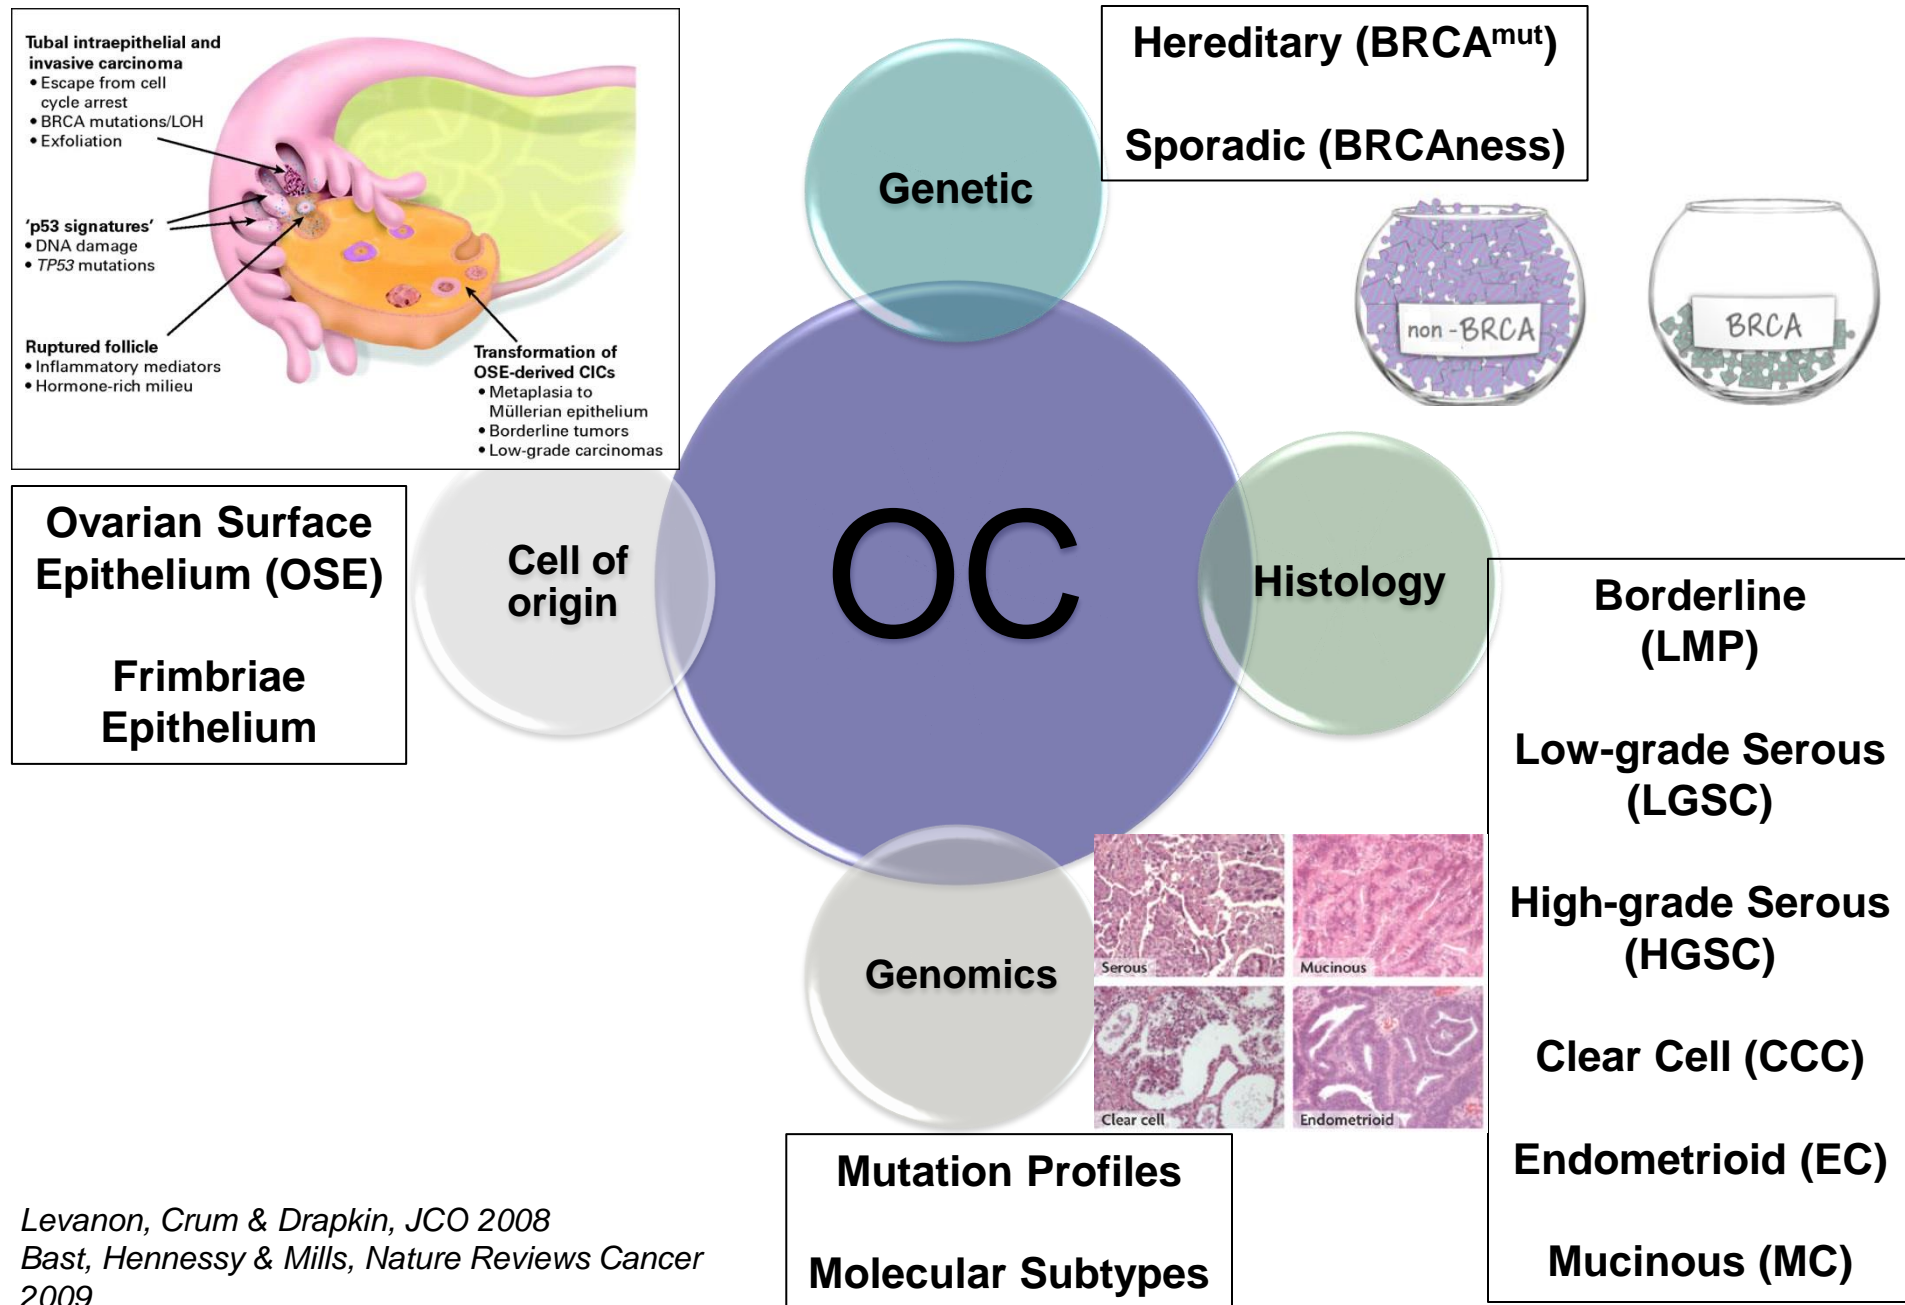 Tubal intraepithelial and
invasive carcinoma
• Escape from cell
cycle arrest
• BRCA mutations/LOH
• Exfoliation
'p53 signatures'
• DNA damage
• TP53 mutations
Ruptured follicle
• Inflammatory mediators
• Hormone-rich milieu
Transformation of
OSE-derived CICs
• Metaplasia to
Müllerian epithelium
• Borderline tumors
• Low-grade carcinomas
Genetic
Hereditary (BRCAmut)
Sporadic (BRCAness)
non-BRCA
BRCA
Ovarian Surface
Epithelium (OSE)
Frimbriae
Epithelium
Cell of
origin
OC
Histology
Borderline
(LMP)
Low-grade Serous
(LGSC)
High-grade Serous
(HGSC)
Clear Cell (CCC)
Endometrioid (EC)
Mucinous (MC)
Genomics
Serous
Mucinous
Clear cell
Endometrioid
Mutation Profiles
Molecular Subtypes
Levanon, Crum & Drapkin, JCO 2008
Bast, Hennessy & Mills, Nature Reviews Cancer
2009